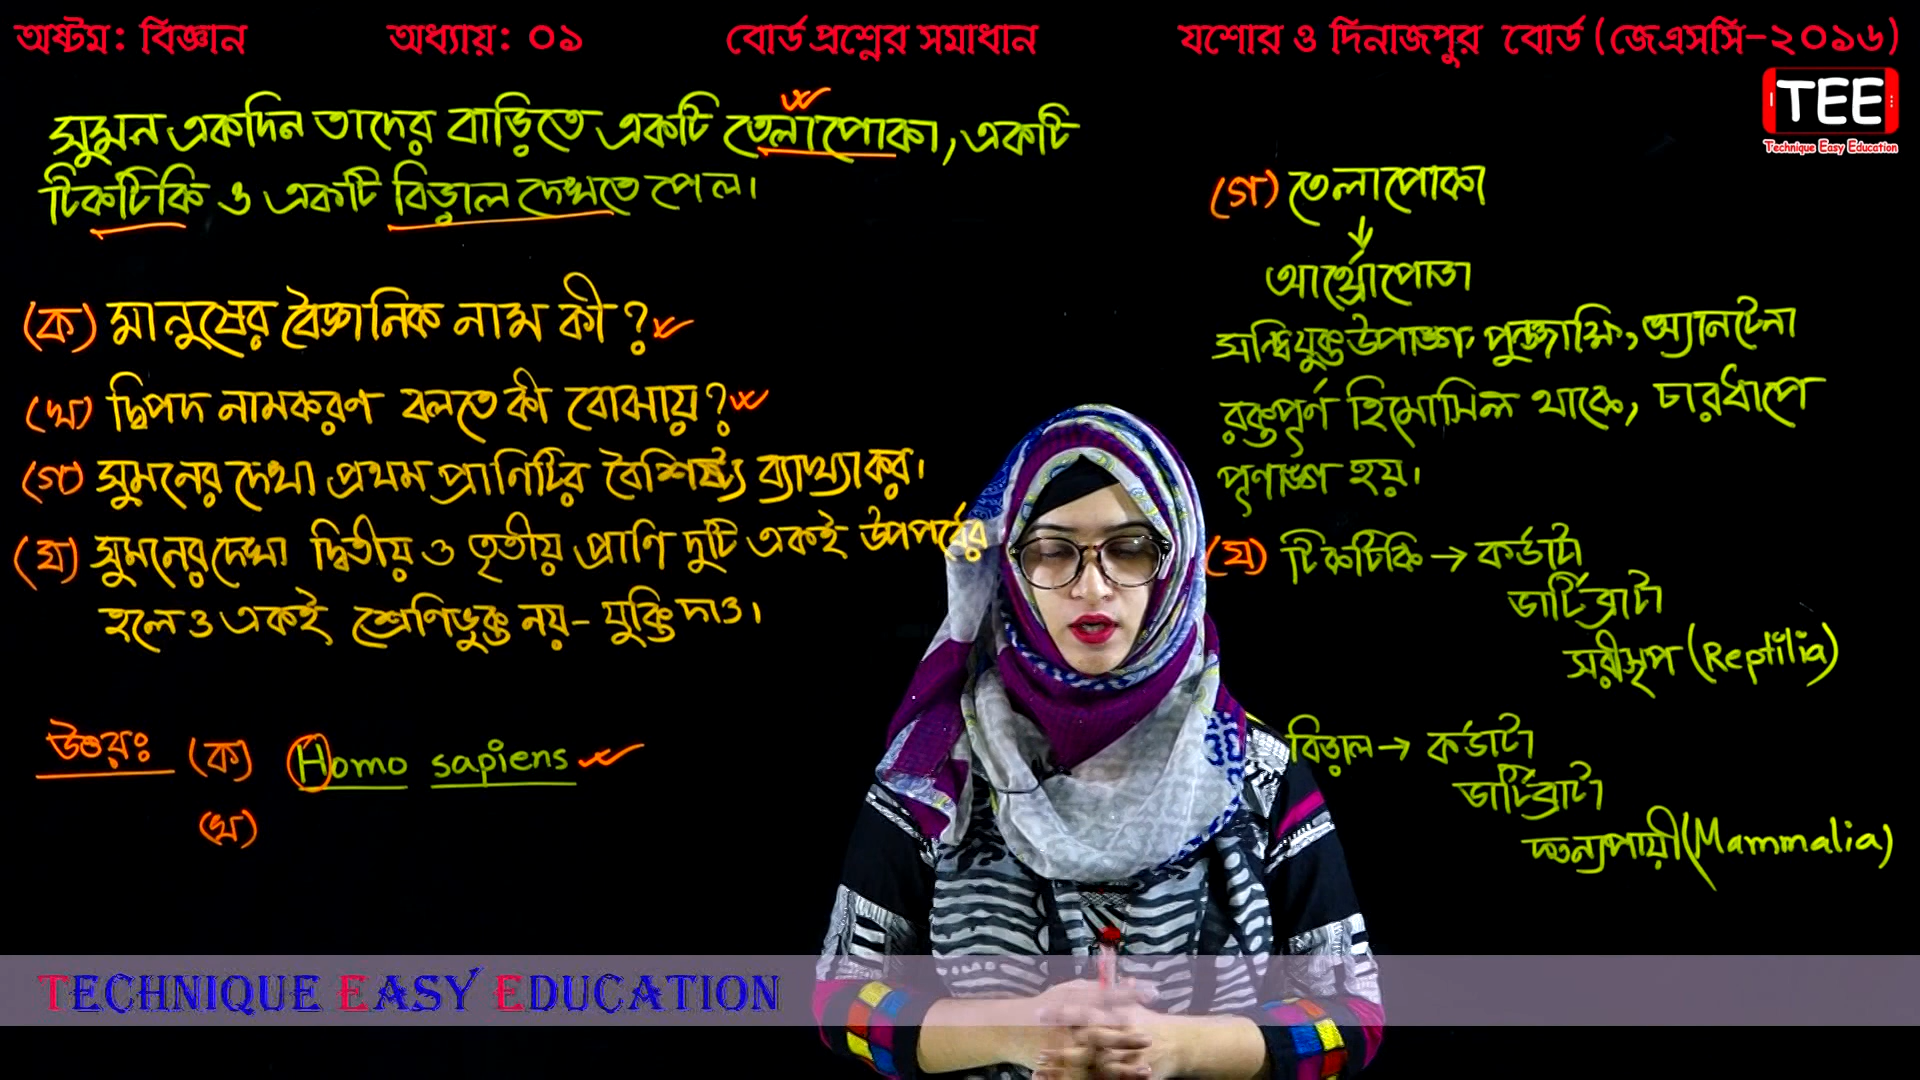 অষ্টম: বিজ্ঞান অধ্যায়: ০১ বোর্ড প্রশ্নের সমাধান যশোর ও দিনাজপুর বোর্ড (জেএসসি-২০১৬)
TEE
Technique Easy Education
সুমন একদিন তাদের বাড়িতে একটি তেলাপোকা, একটি
টিকটিকি ও একটি বিড়াল দেখতে পেল।
(ক) মানুষের বৈজ্ঞানিক নাম কী?
(খ) দ্বিপদ নামকরণ বলতে কী বোঝায়?
(গ) সুমনের দেখা প্রথম প্রাণিটির বৈশিষ্ট্য ব্যাখ্যা কর।
(ঘ) সুমনের দেখা দ্বিতীয় ও তৃতীয় প্রাণি দুটি একই উপপর্বের
হলেও একই শ্রেণিভুক্ত নয়- যুক্তি দাও।
উত্তর: (ক) Homo sapiens
(খ)
(গ) তেলাপোকা
আর্থ্রোপোডা
সন্ধিযুক্ত উপাঙ্গ, পুঞ্জাক্ষি, অ্যানটেনা
রক্তপূর্ণ হিমোসিল থাকে, চারধাপে
পূণাঙ্গ হয়।
(ঘ) টিকটিকি → কর্ডাটা
ভার্টিব্রাটা
সরীসৃপ (Reptilia)
বিড়াল → কর্ডাটা
ভার্টিব্রাটা
স্তন্যপায়ী (Mammalia)
TECHNIQUE EASY EDUCATION